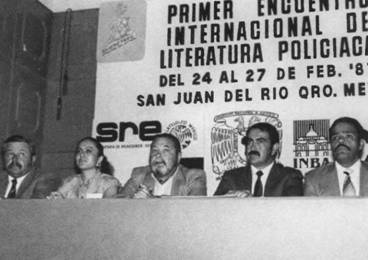 PRIMER ENCUENTRO
INTERNACIONAL DE
LITERATURA POLICIACA
DEL 24 AL 27 DE FEB. '87
SAN JUAN DEL RIO QRO. ME
sre
INBA